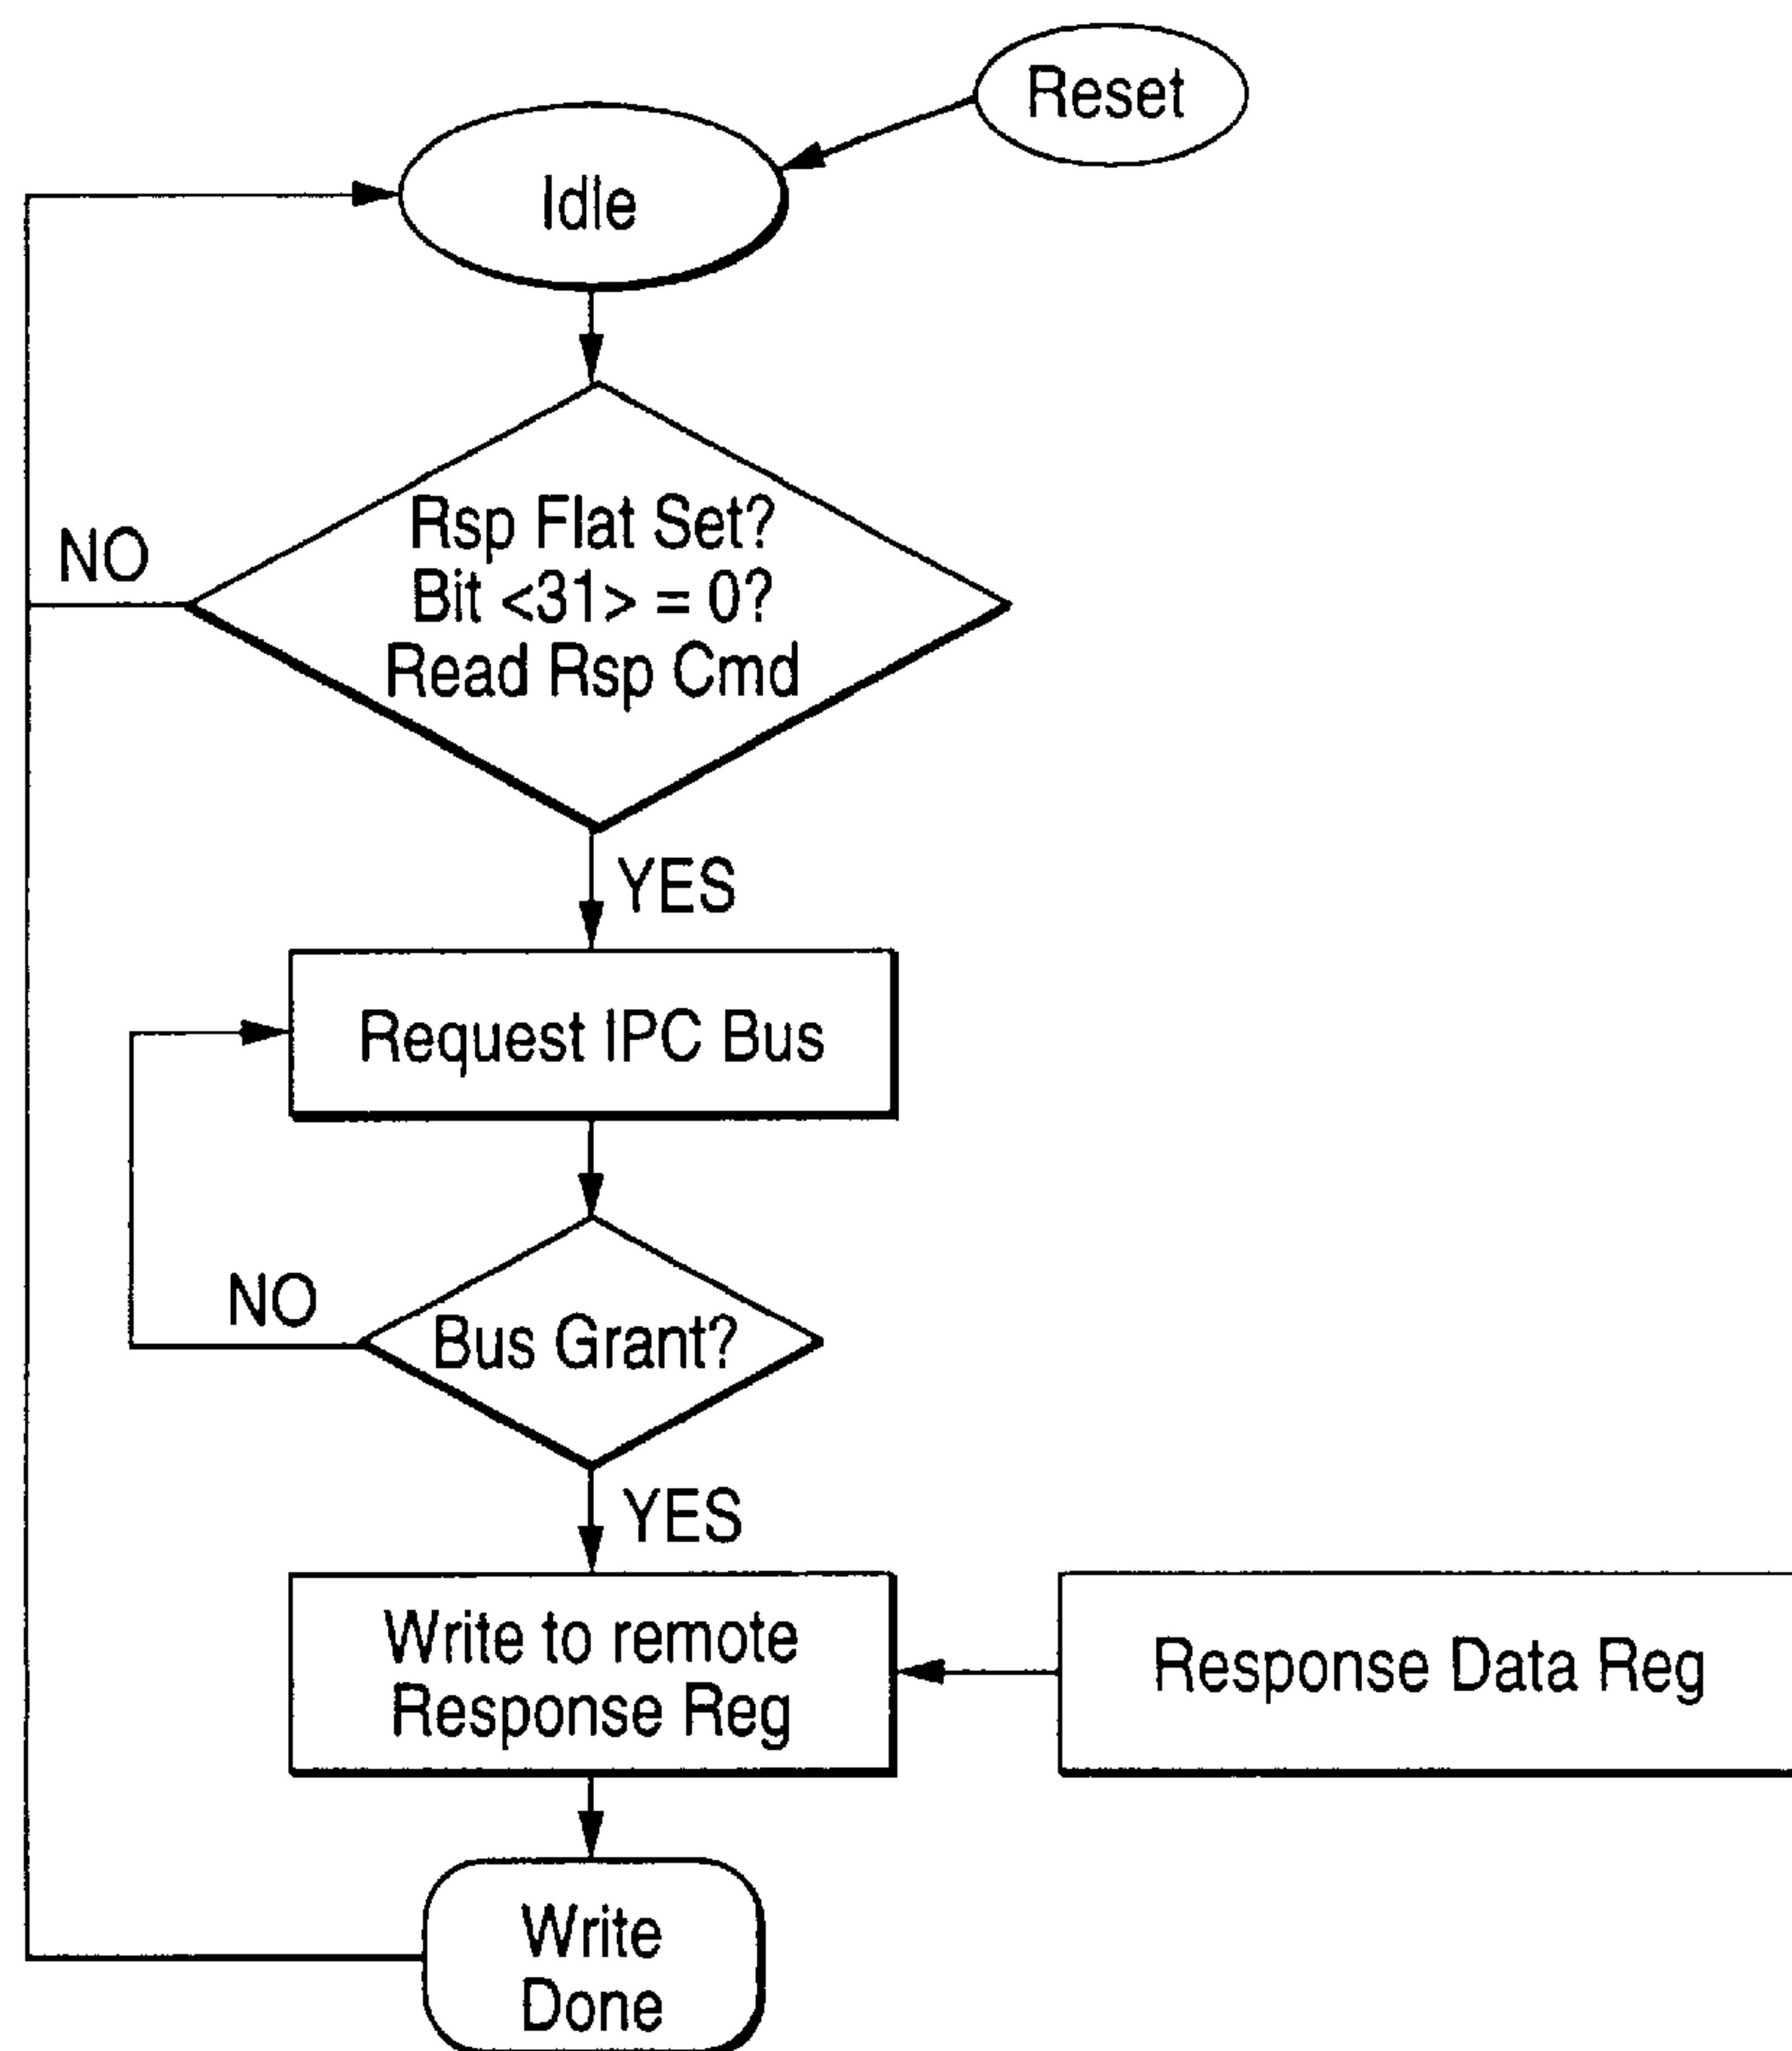 Reset
Idle
Rsp Flat Set?
Bit <31> = 0?
Read Rsp Cmd
NO
YES
Request IPC Bus
NO
Bus Grant?
YES
Write to remote
Response Reg
Response Data Reg
Write
Done